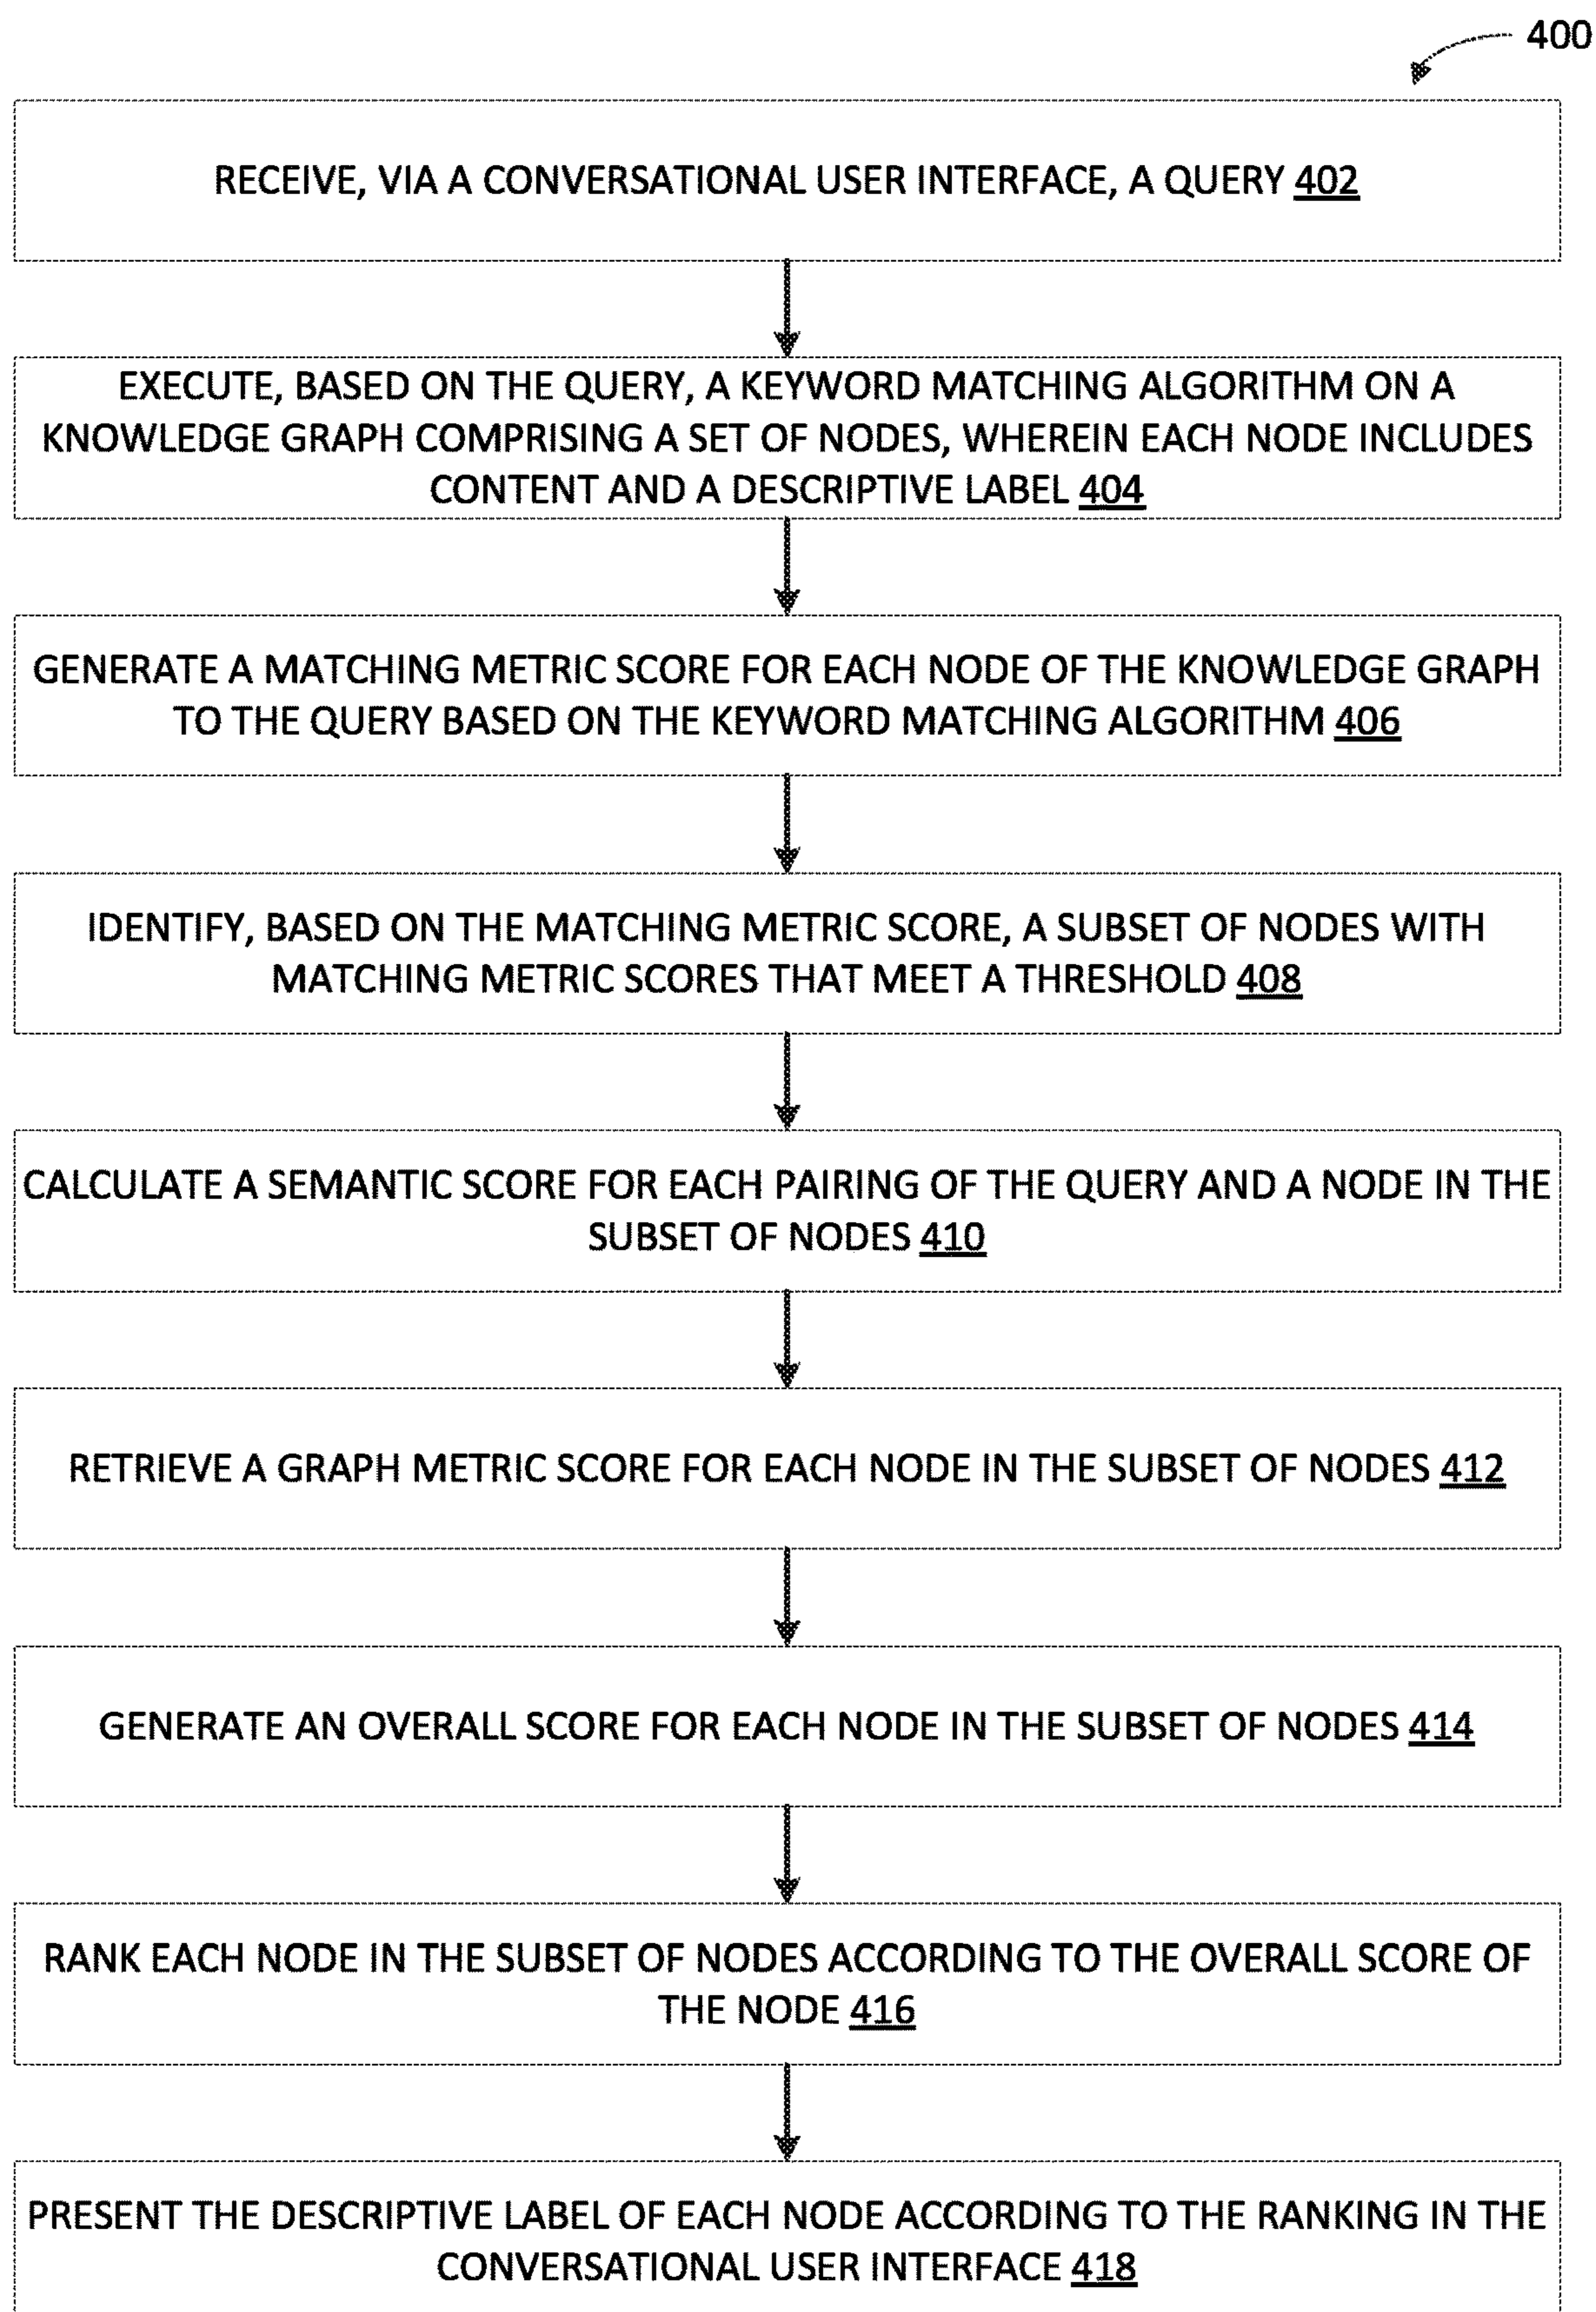 400
RECEIVE, VIA A CONVERSATIONAL USER INTERFACE, A QUERY 402
EXECUTE, BASED ON THE QUERY, A KEYWORD MATCHING ALGORITHM ON A
KNOWLEDGE GRAPH COMPRISING A SET OF NODES, WHEREIN EACH NODE INCLUDES
CONTENT AND A DESCRIPTIVE LABEL 404
GENERATE A MATCHING METRIC SCORE FOR EACH NODE OF THE KNOWLEDGE GRAPH
TO THE QUERY BASED ON THE KEYWORD MATCHING ALGORITHM 406
IDENTIFY, BASED ON THE MATCHING METRIC SCORE, A SUBSET OF NODES WITH
MATCHING METRIC SCORES THAT MEET A THRESHOLD 408
CALCULATE A SEMANTIC SCORE FOR EACH PAIRING OF THE QUERY AND A NODE IN THE
SUBSET OF NODES 410
RETRIEVE A GRAPH METRIC SCORE FOR EACH NODE IN THE SUBSET OF NODES 412
GENERATE AN OVERALL SCORE FOR EACH NODE IN THE SUBSET OF NODES 414
RANK EACH NODE IN THE SUBSET OF NODES ACCORDING TO THE OVERALL SCORE OF
THE NODE 416
PRESENT THE DESCRIPTIVE LABEL OF EACH NODE ACCORDING TO THE RANKING IN THE
CONVERSATIONAL USER INTERFACE 418